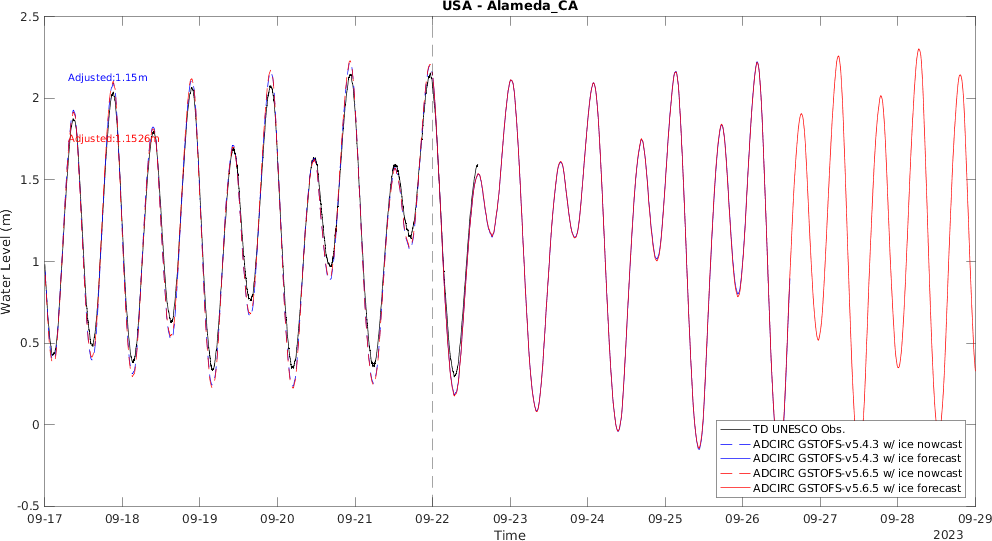 USA - Alameda_CA
2.5
2
1.5
1
0.5
0
-0.5
Water Level (m)
Adjusted:1.15m
Adjusted:1.1526m
TD UNESCO Obs.
ADCIRC GSTOFS-v5.4.3 w/ ice nowcast
ADCIRC GSTOFS-v5.4.3 w/ ice forecast
ADCIRC GSTOFS-v5.6.5 w/ ice nowcast
ADCIRC GSTOFS-v5.6.5 w/ ice forecast
09-17 09-18 09-19 09-20 09-21 09-22 09-23 09-24 09-25 09-26 09-27 09-28 09-29
Time
2023